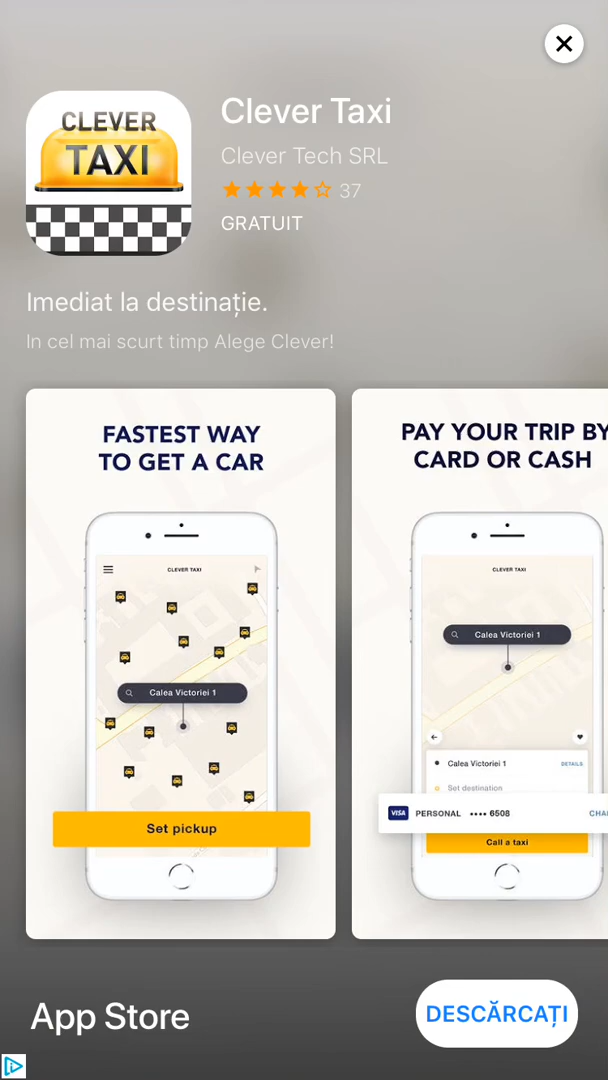 CLEVER
TAXI
Clever Taxi
Clever Tech SRL
37
GRATUIT
Imediat la destinație.
In cel mai scurt timp Alege Clever!
FASTEST WAY
TO GET A CAR
CLEVER TAXI
Calea Victoriei 1
Set pickup
PAY YOUR TRIP BY
CARD OR CASH
CLEVER TAXI
Calea Victoriei 1
Calea Victoriei 1 DETAILS
Set destination
VISA PERSONAL •••• 6508 CHA
Call a taxi
App Store
DESCĂRCAȚI